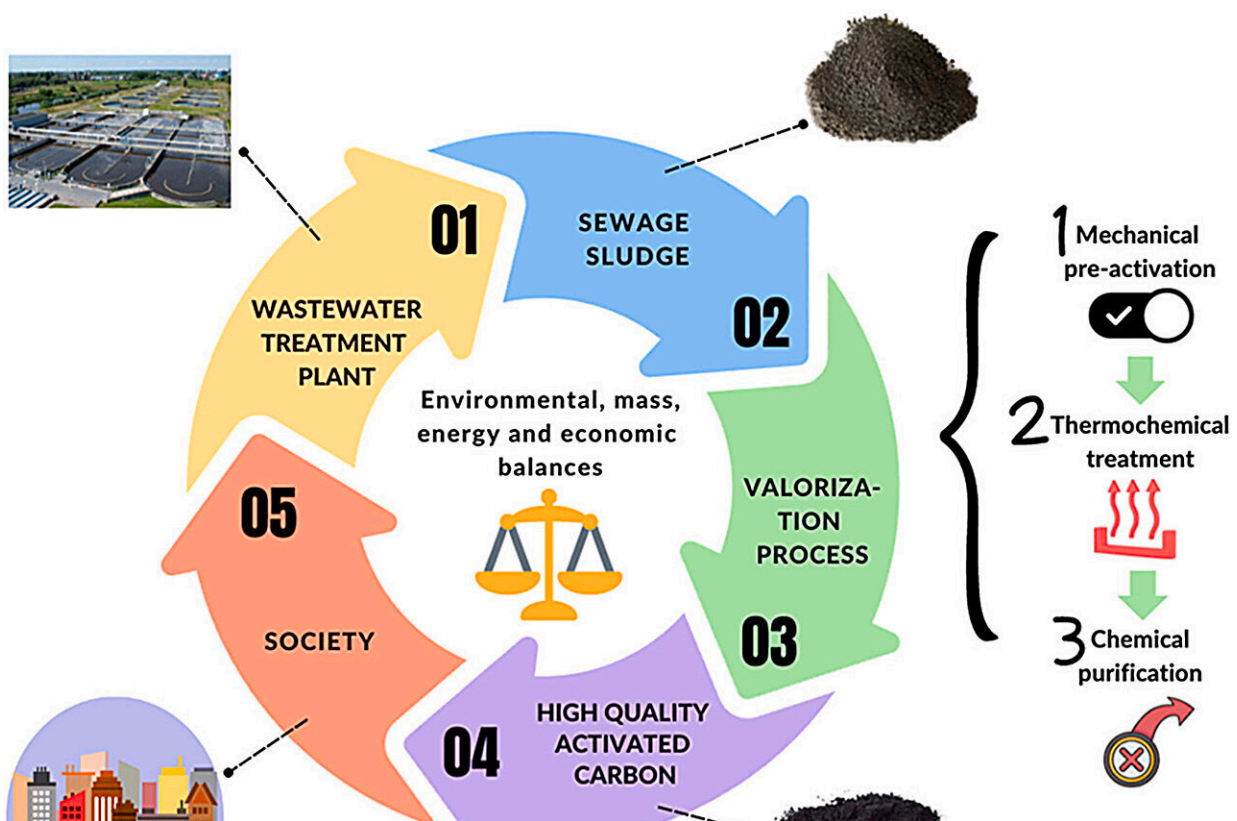 01
WASTEWATER
TREATMENT
PLANT
SEWAGE
SLUDGE
02
VALORIZA-
TION
PROCESS
03
HIGH QUALITY
ACTIVATED
CARBON
04
SOCIETY
05
Environmental, mass,
energy and economic
balances
1 Mechanical
pre-activation
2 Thermochemical
treatment
3 Chemical
purification